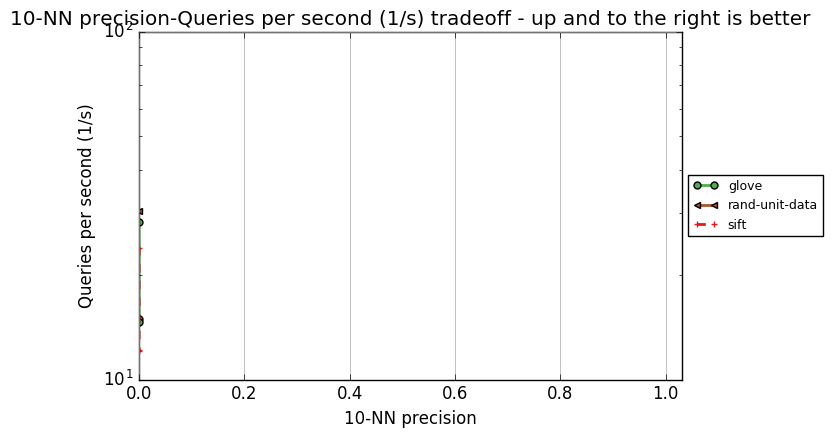 10-NN precision-Queries per second (1/s) tradeoff - up and to the right is better
10²
Queries per second (1/s)
glove
rand-unit-data
sift
10¹
0.0 0.2 0.4 0.6 0.8 1.0
10-NN precision